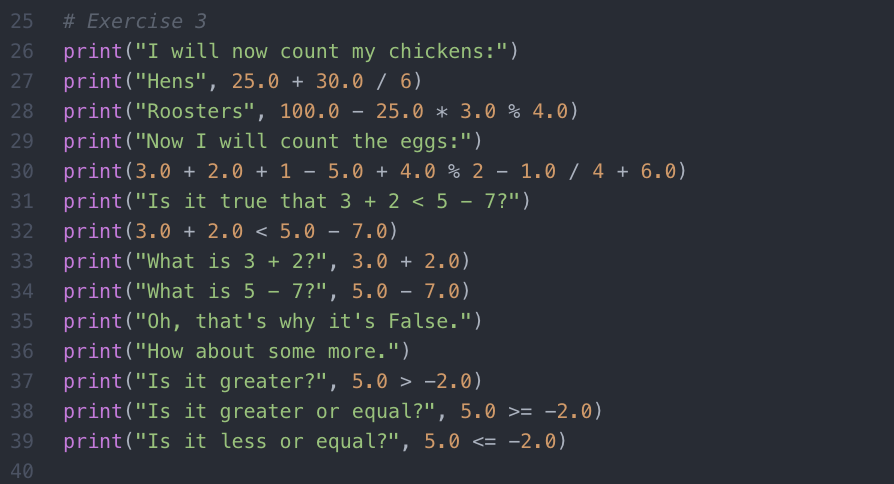 25 # Exercise 3
26 print("I will now count my chickens:")
27 print("Hens", 25.0 + 30.0 / 6)
28 print("Roosters", 100.0 - 25.0 * 3.0 % 4.0)
29 print("Now I will count the eggs:")
30 print(3.0 + 2.0 + 1 - 5.0 + 4.0 % 2 - 1.0 / 4 + 6.0)
31 print("Is it true that 3 + 2 < 5 - 7?")
32 print(3.0 + 2.0 < 5.0 - 7.0)
33 print("What is 3 + 2?", 3.0 + 2.0)
34 print("What is 5 - 7?", 5.0 - 7.0)
35 print("Oh, that's why it's False.")
36 print("How about some more.")
37 print("Is it greater?", 5.0 > -2.0)
38 print("Is it greater or equal?", 5.0 >= -2.0)
39 print("Is it less or equal?", 5.0 <= -2.0)
40